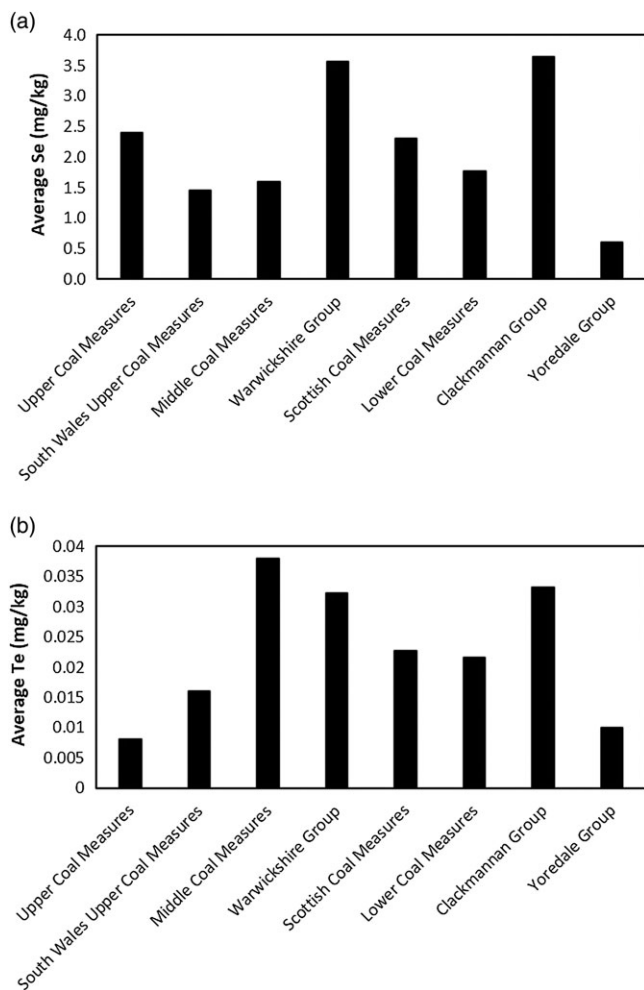 (a)
Average Se (mg/kg)
4.0
3.5
3.0
2.5
2.0
1.5
1.0
0.5
0.0
Upper Coal Measures
South Wales Upper Coal Measures
Middle Coal Measures
Warwickshire Group
Scottish Coal Measures
Lower Coal Measures
Clackmannan Group
Yoredale Group
(b)
Average Te (mg/kg)
0.04
0.035
0.03
0.025
0.02
0.015
0.01
0.005
0
Upper Coal Measures
South Wales Upper Coal Measures
Middle Coal Measures
Warwickshire Group
Scottish Coal Measures
Lower Coal Measures
Clackmannan Group
Yoredale Group